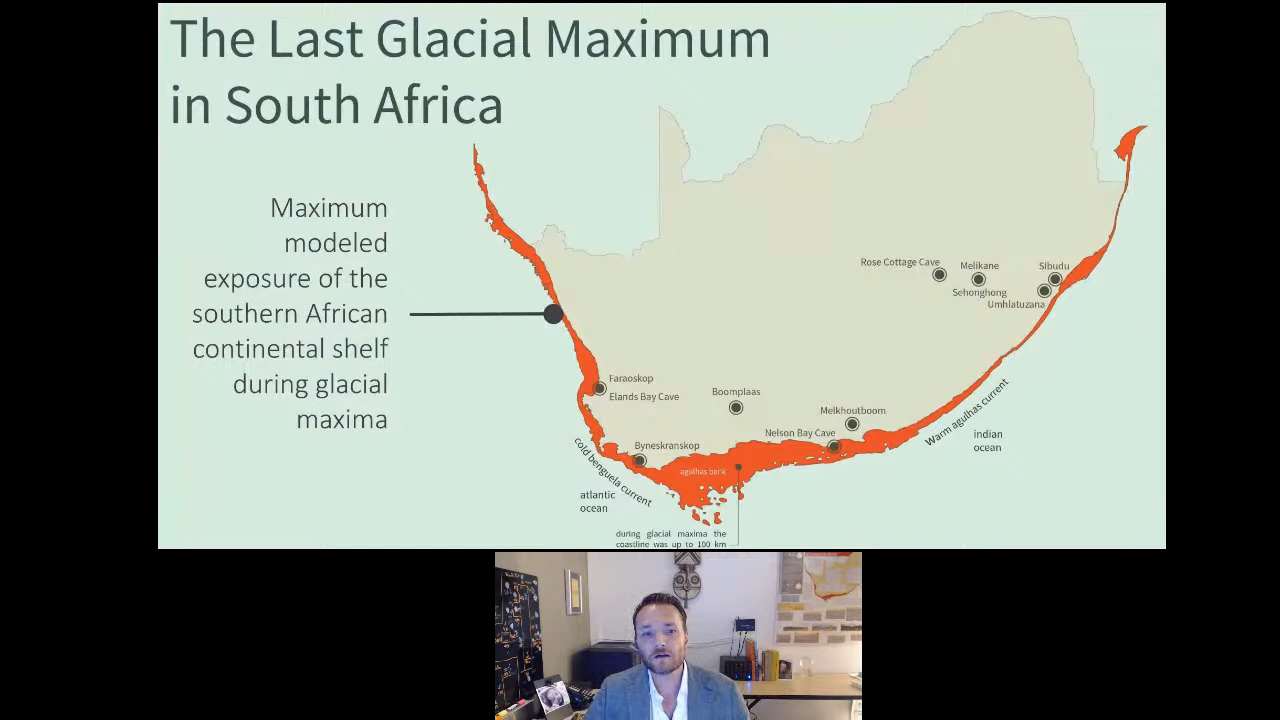 The Last Glacial Maximum
in South Africa
Maximum
modeled
exposure of the
southern African
continental shelf
during glacial
maxima
Rose Cottage Cave
Melikane
Sibudu
Sehonghong
Umhlatuzana
Faraoskop
Elands Bay Cave
Boomplaas
Melkhoutboom
Nelson Bay Cave
Byneskranskop
agulhas bank
cold benguela current
Warm agulhas current
indian
ocean
atlantic
ocean
during glacial maxima the
coastline was up to 100 km